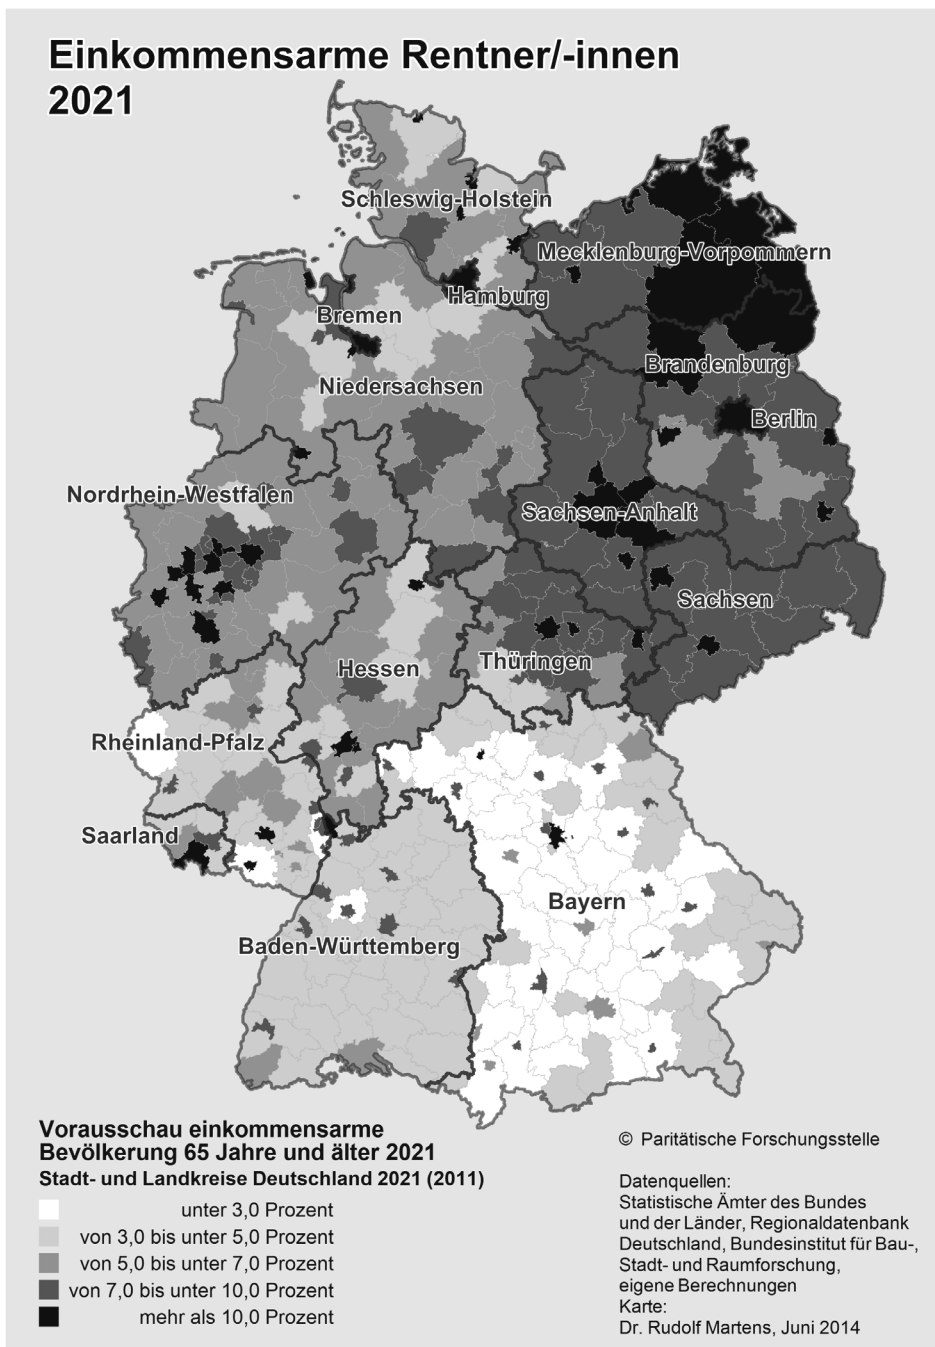 Einkommensarme Rentner/-innen
2021
Schleswig-Holstein
Mecklenburg-Vorpommern
Hamburg
Bremen
Brandenburg
Niedersachsen
Berlin
Nordrhein-Westfalen
Sachsen-Anhalt
Sachsen
Thüringen
Hessen
Rheinland-Pfalz
Saarland
Bayern
Baden-Württemberg
Vorausschau einkommensarme
Bevölkerung 65 Jahre und älter 2021
Stadt- und Landkreise Deutschland 2021 (2011)
unter 3,0 Prozent
von 3,0 bis unter 5,0 Prozent
von 5,0 bis unter 7,0 Prozent
von 7,0 bis unter 10,0 Prozent
mehr als 10,0 Prozent
© Paritätische Forschungsstelle
Datenquellen:
Statistische Ämter des Bundes
und der Länder, Regionaldatenbank
Deutschland, Bundesinstitut für Bau-,
Stadt- und Raumforschung,
eigene Berechnungen
Karte:
Dr. Rudolf Martens, Juni 2014